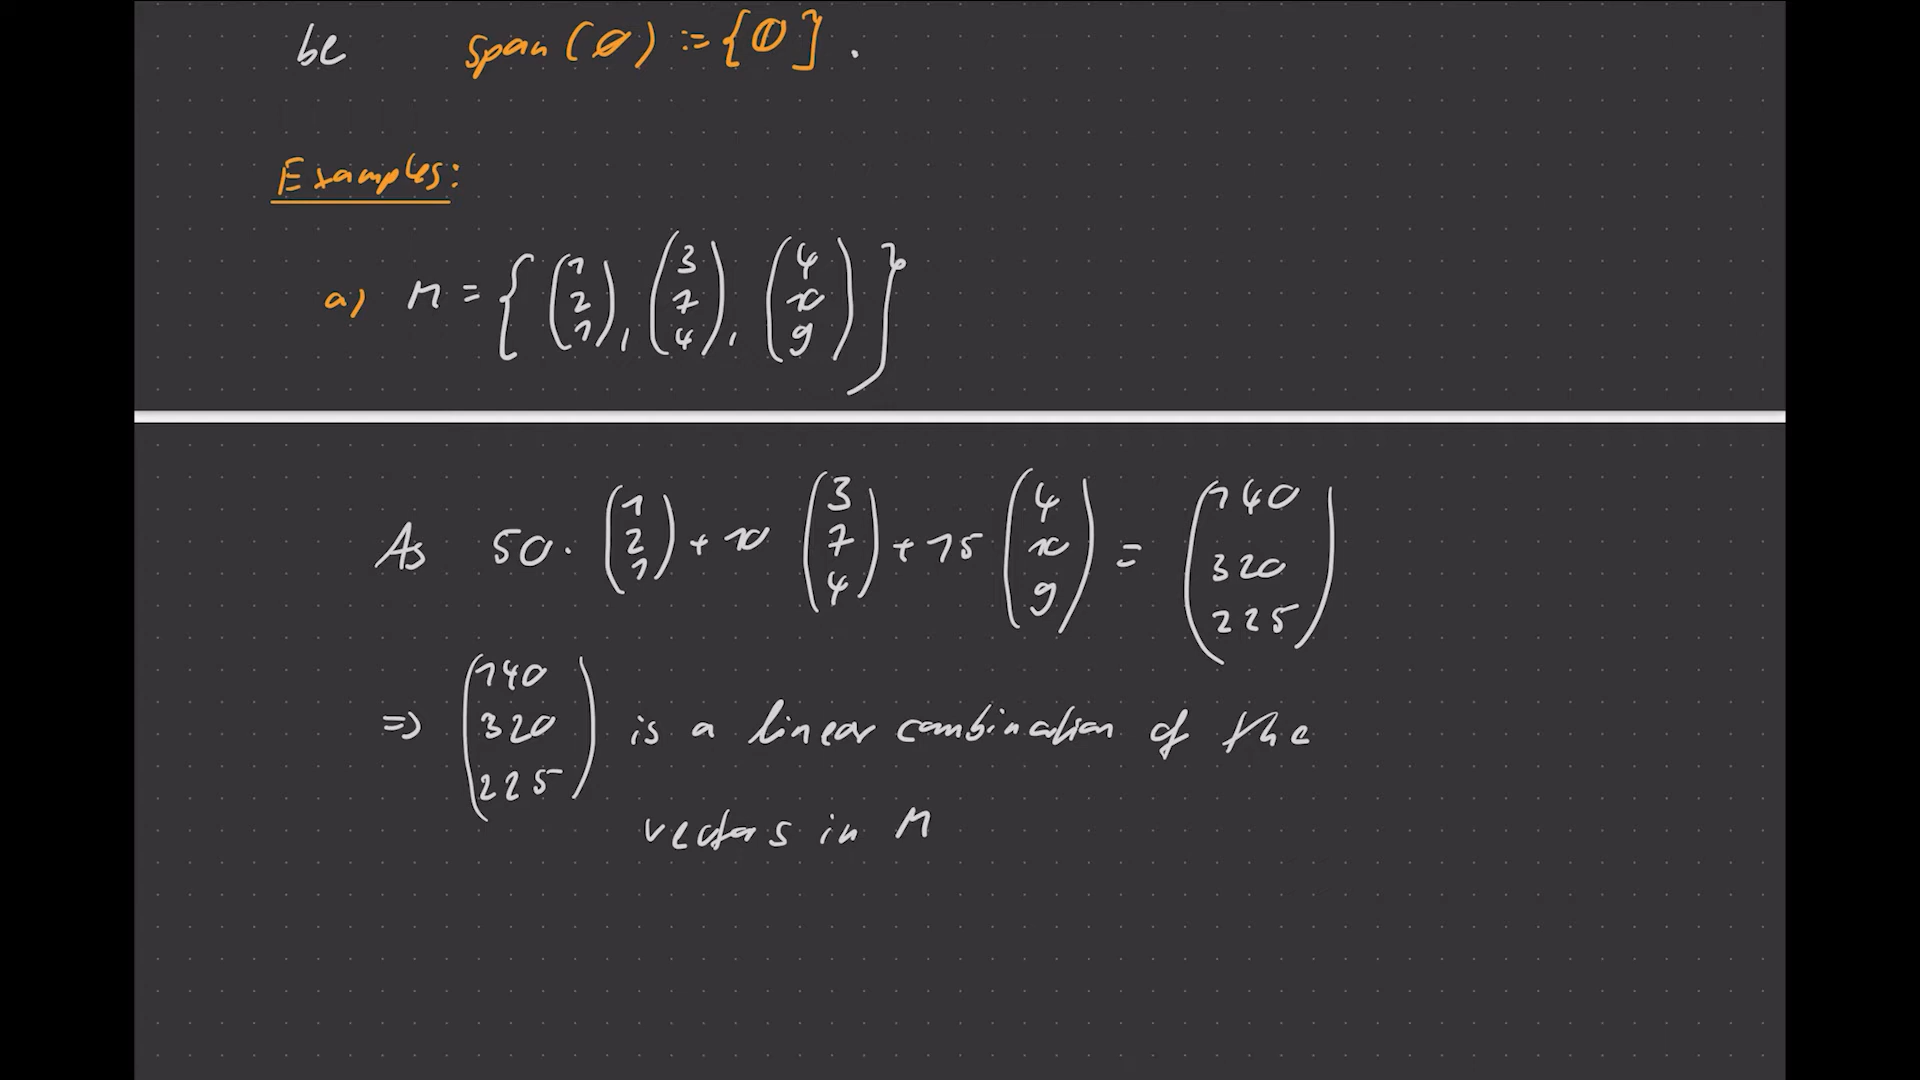 be span(∅) := {𝟘}.
Examples:
a) M = { (1 2 1), (3 7 4), (4 10 9) }
As 50 · (1 2 1) + 10 (3 7 4) + 15 (4 10 9) = (140 320 225)
=> (140 320 225) is a linear combination of the
vectors in M